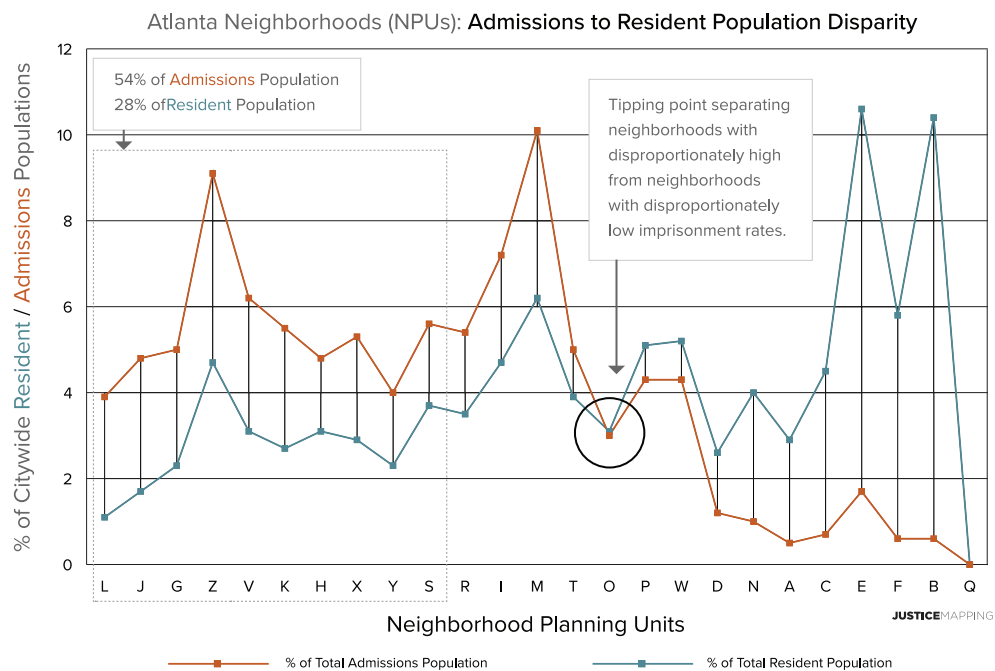 Atlanta Neighborhoods (NPUs): Admissions to Resident Population Disparity
% of Citywide Resident / Admissions Populations
12
10
8
6
4
2
0
54% of Admissions Population
28% ofResident Population
Tipping point separating
neighborhoods with
disproportionately high
from neighborhoods
with disproportionately
low imprisonment rates.
L J G Z V K H X Y S R I M T O P W D N A C E F B Q
JUSTICEMAPPING
Neighborhood Planning Units
% of Total Admissions Population
% of Total Resident Population